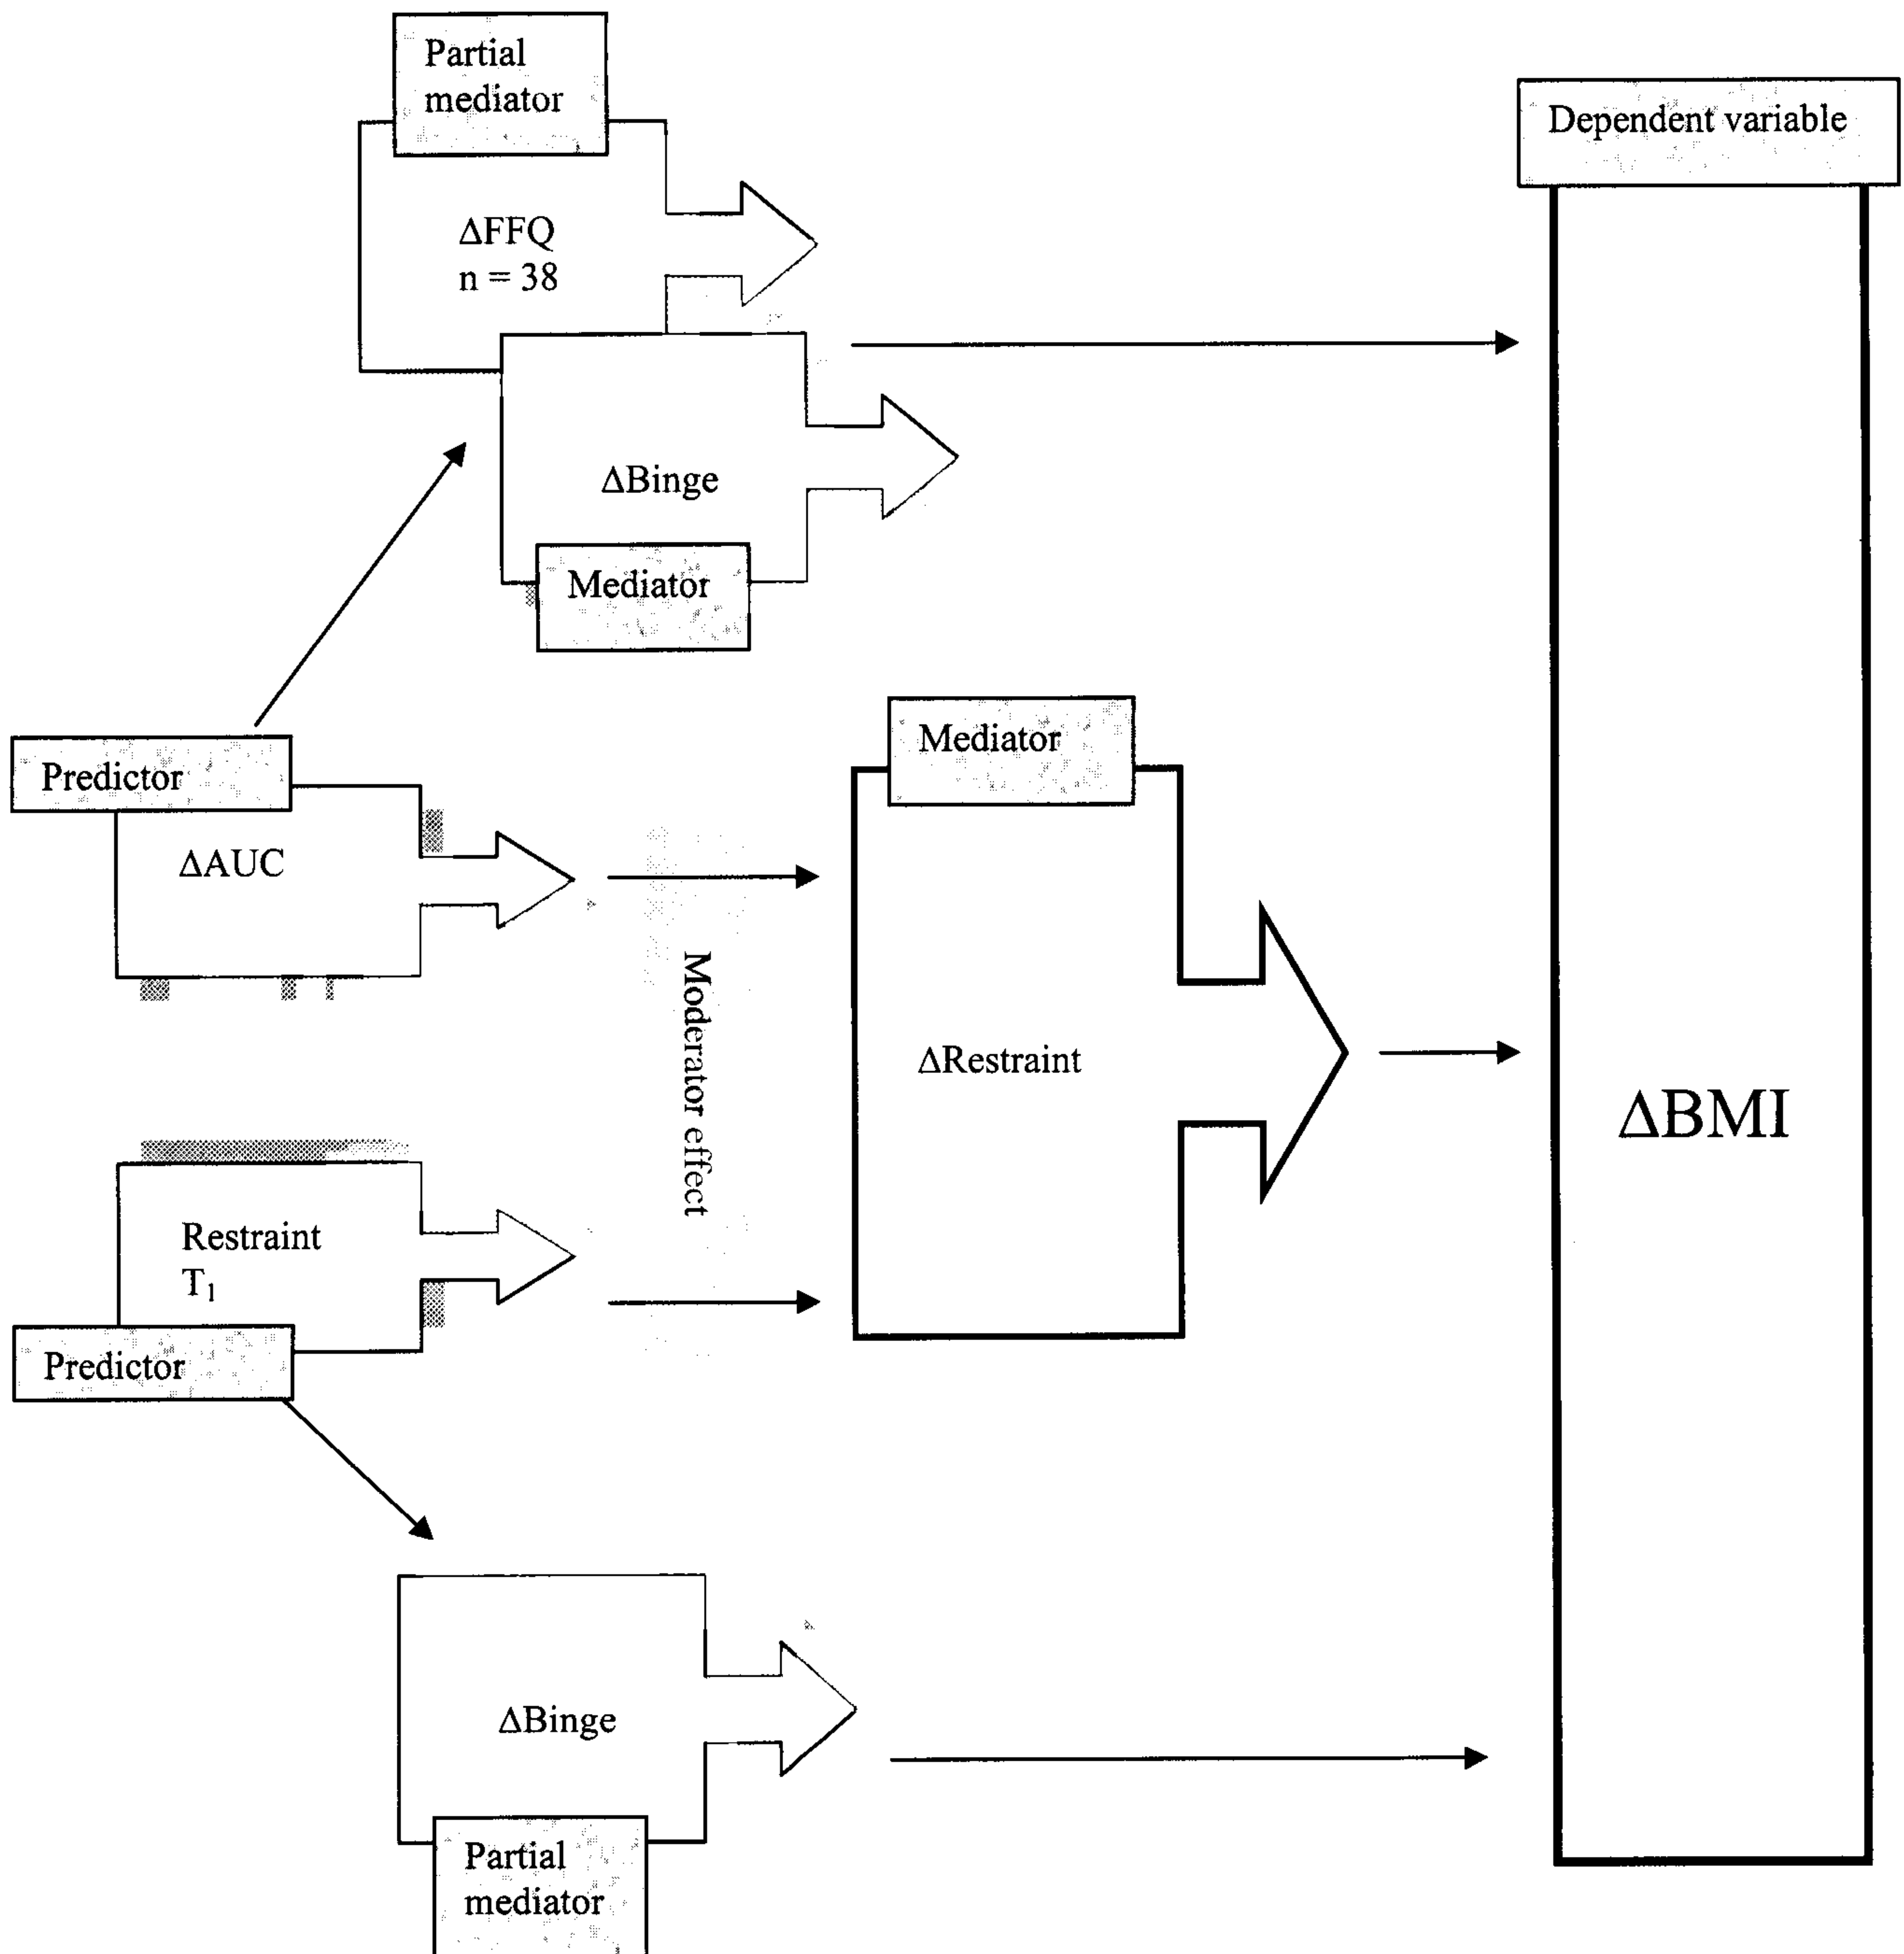 Partial
mediator
Dependent variable
ΔFFQ
n = 38
ΔBinge
Mediator
Predictor
ΔAUC
Mediator
Moderator effect
ΔRestraint
ΔBMI
Restraint
T₁
Predictor
ΔBinge
Partial
mediator